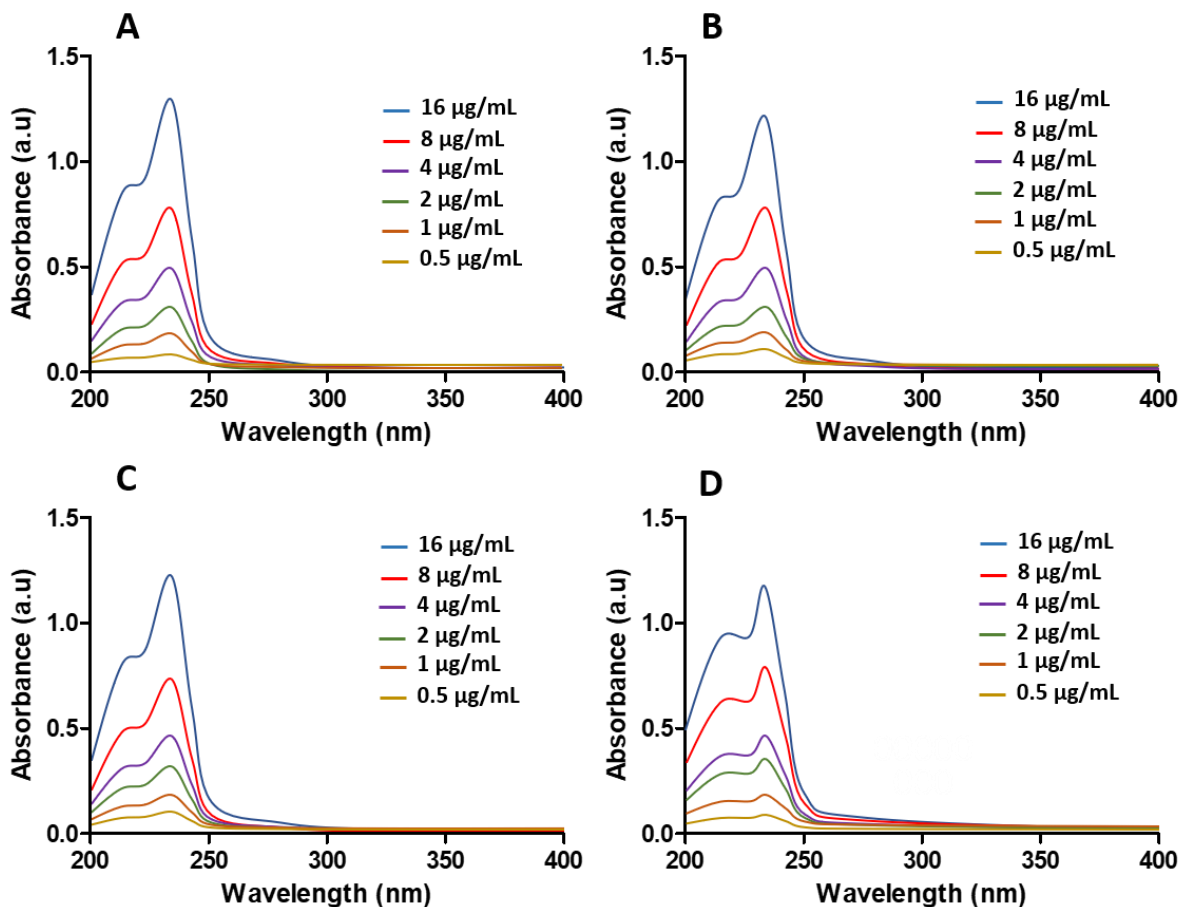 A
1.5
1.0
0.5
0.0
Absorbance (a.u)
16 µg/mL
8 µg/mL
4 µg/mL
2 µg/mL
1 µg/mL
0.5 µg/mL
200
250
300
350
400
Wavelength (nm)
B
1.5
1.0
0.5
0.0
Absorbance (a.u)
16 µg/mL
8 µg/mL
4 µg/mL
2 µg/mL
1 µg/mL
0.5 µg/mL
200
250
300
350
400
Wavelength (nm)
C
1.5
1.0
0.5
0.0
Absorbance (a.u)
16 µg/mL
8 µg/mL
4 µg/mL
2 µg/mL
1 µg/mL
0.5 µg/mL
200
250
300
350
400
Wavelength (nm)
D
1.5
1.0
0.5
0.0
Absorbance (a.u)
16 µg/mL
8 µg/mL
4 µg/mL
2 µg/mL
1 µg/mL
0.5 µg/mL
200
250
300
350
400
Wavelength (nm)